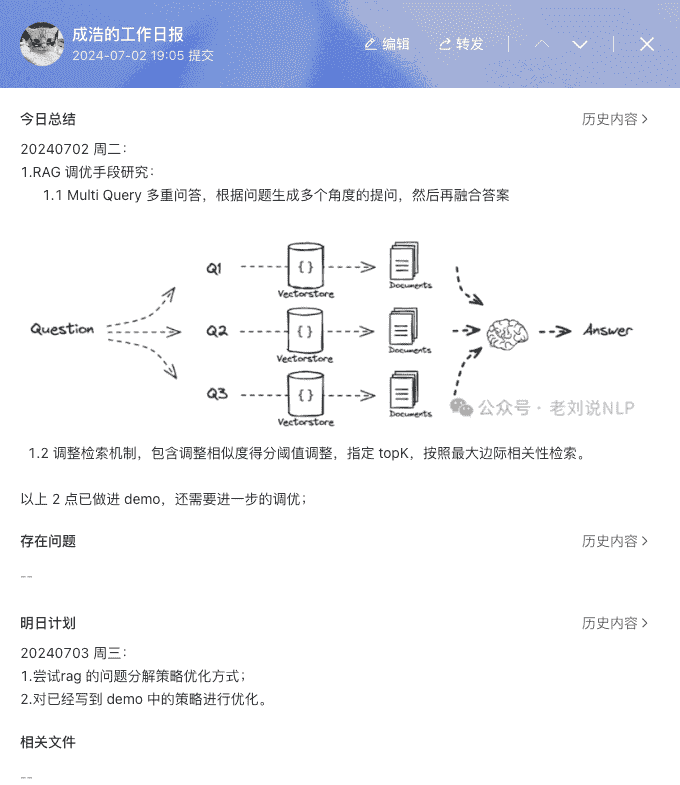 成浩的工作日报
2024-07-02 19:05 提交
编辑
转发
今日总结
历史内容
20240702 周二：
1.RAG 调优手段研究：
1.1 Multi Query 多重问答，根据问题生成多个角度的提问，然后再融合答案
Q1
Vectorstore
Documents
Question
Q2
Vectorstore
Documents
Answer
Q3
Vectorstore
Documents
公众号 · 老刘说NLP
1.2 调整检索机制，包含调整相似度得分阈值调整，指定 topK，按照最大边际相关性检索。
以上 2 点已做进 demo，还需要进一步的调优；
存在问题
历史内容
--
明日计划
历史内容
20240703 周三：
1.尝试rag 的问题分解策略优化方式；
2.对已经写到 demo 中的策略进行优化。
相关文件
--